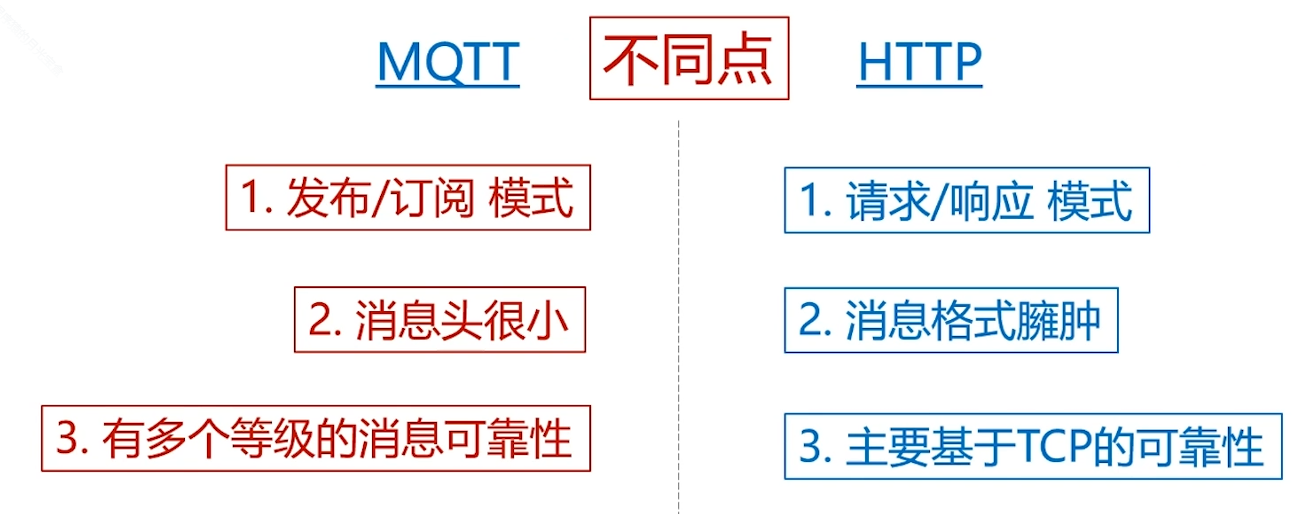 MQTT 不同点 HTTP
1. 发布/订阅 模式
1. 请求/响应 模式
2. 消息头很小
2. 消息格式臃肿
3. 有多个等级的消息可靠性
3. 主要基于TCP的可靠性